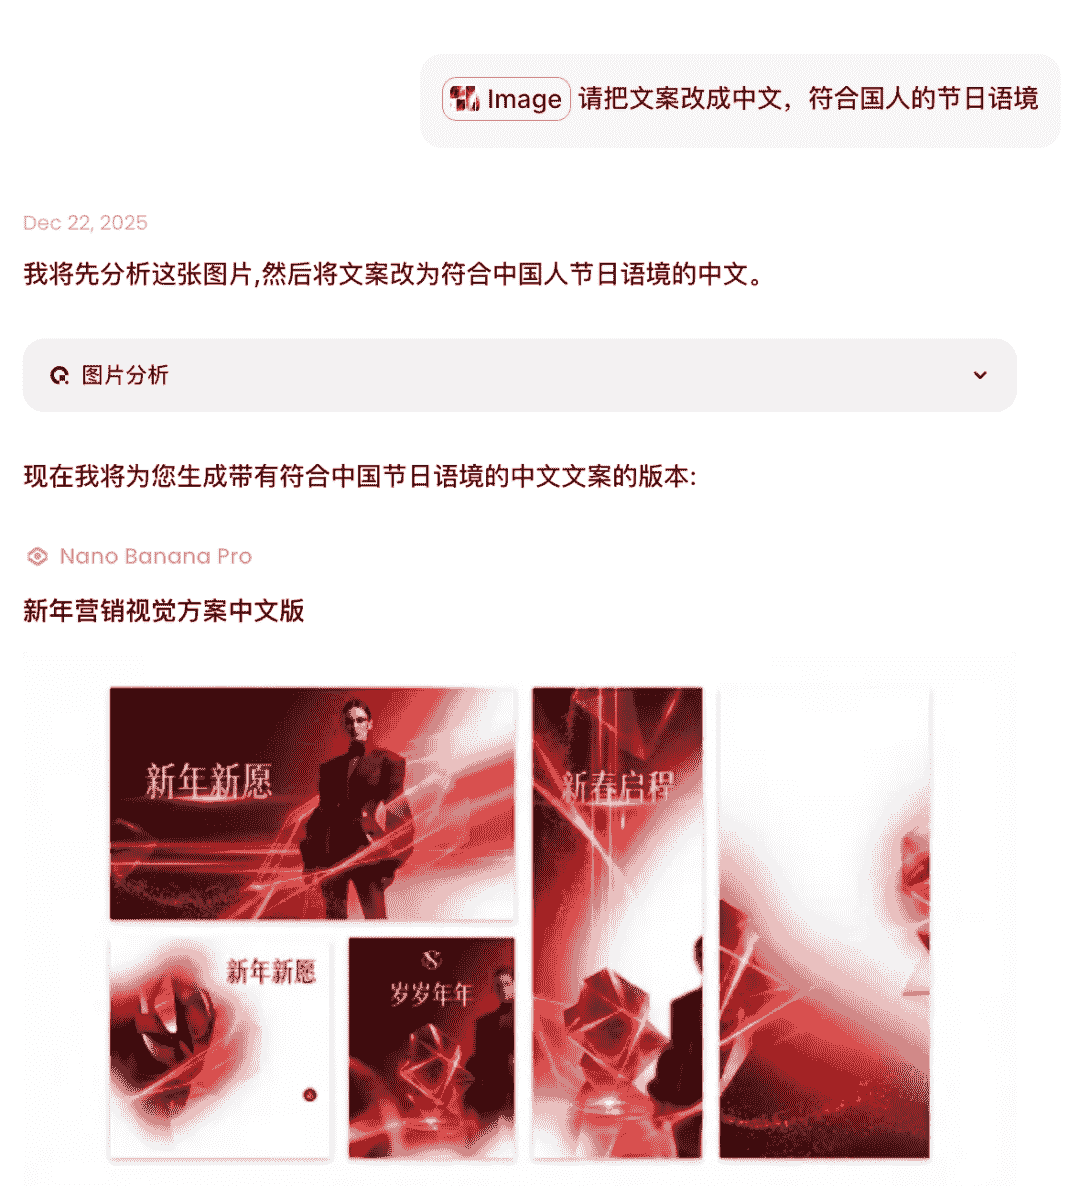 Image 请把文案改成中文，符合国人的节日语境
Dec 22, 2025
我将先分析这张图片,然后将文案改为符合中国人节日语境的中文。
图片分析
现在我将为您生成带有符合中国节日语境的中文文案的版本:
Nano Banana Pro
新年营销视觉方案中文版
新年新愿
新春启程
新年新愿
岁岁年年